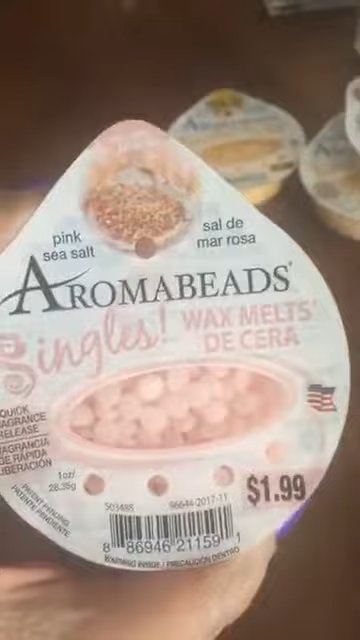 pink
sea salt
sal de
mar rosa
AROMABEADS®
Singles! WAX MELTS
DE CERA
QUICK
FRAGRANCE
RELEASE
FRAGRANCIA
DE RÁPIDA
LIBERACIÓN
1oz/
28.35g
PATENT PENDING
PATENTE PENDIENTE
$1.99
503488 96644-2017-11
8 86946 21159 1
WARNING INSIDE / PRECAUCIÓN DENTRO